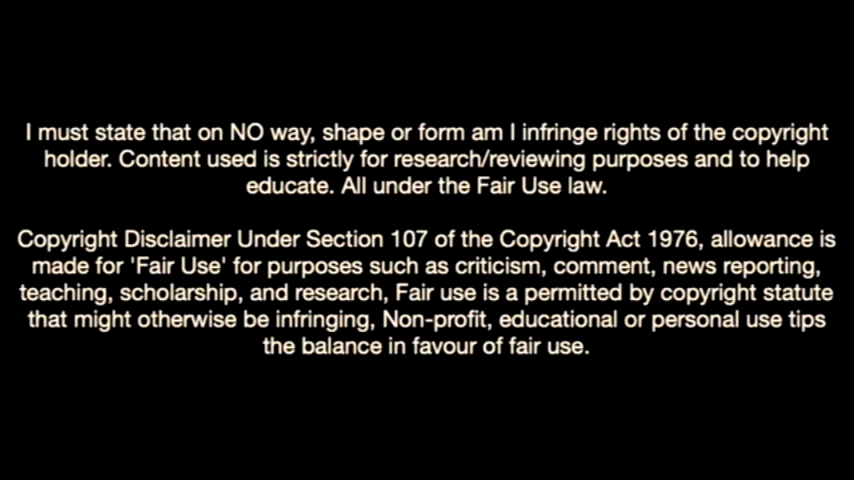 I must state that on NO way, shape or form am I infringe rights of the copyright
holder. Content used is strictly for research/reviewing purposes and to help
educate. All under the Fair Use law.
Copyright Disclaimer Under Section 107 of the Copyright Act 1976, allowance is
made for 'Fair Use' for purposes such as criticism, comment, news reporting,
teaching, scholarship, and research, Fair use is a permitted by copyright statute
that might otherwise be infringing, Non-profit, educational or personal use tips
the balance in favour of fair use.